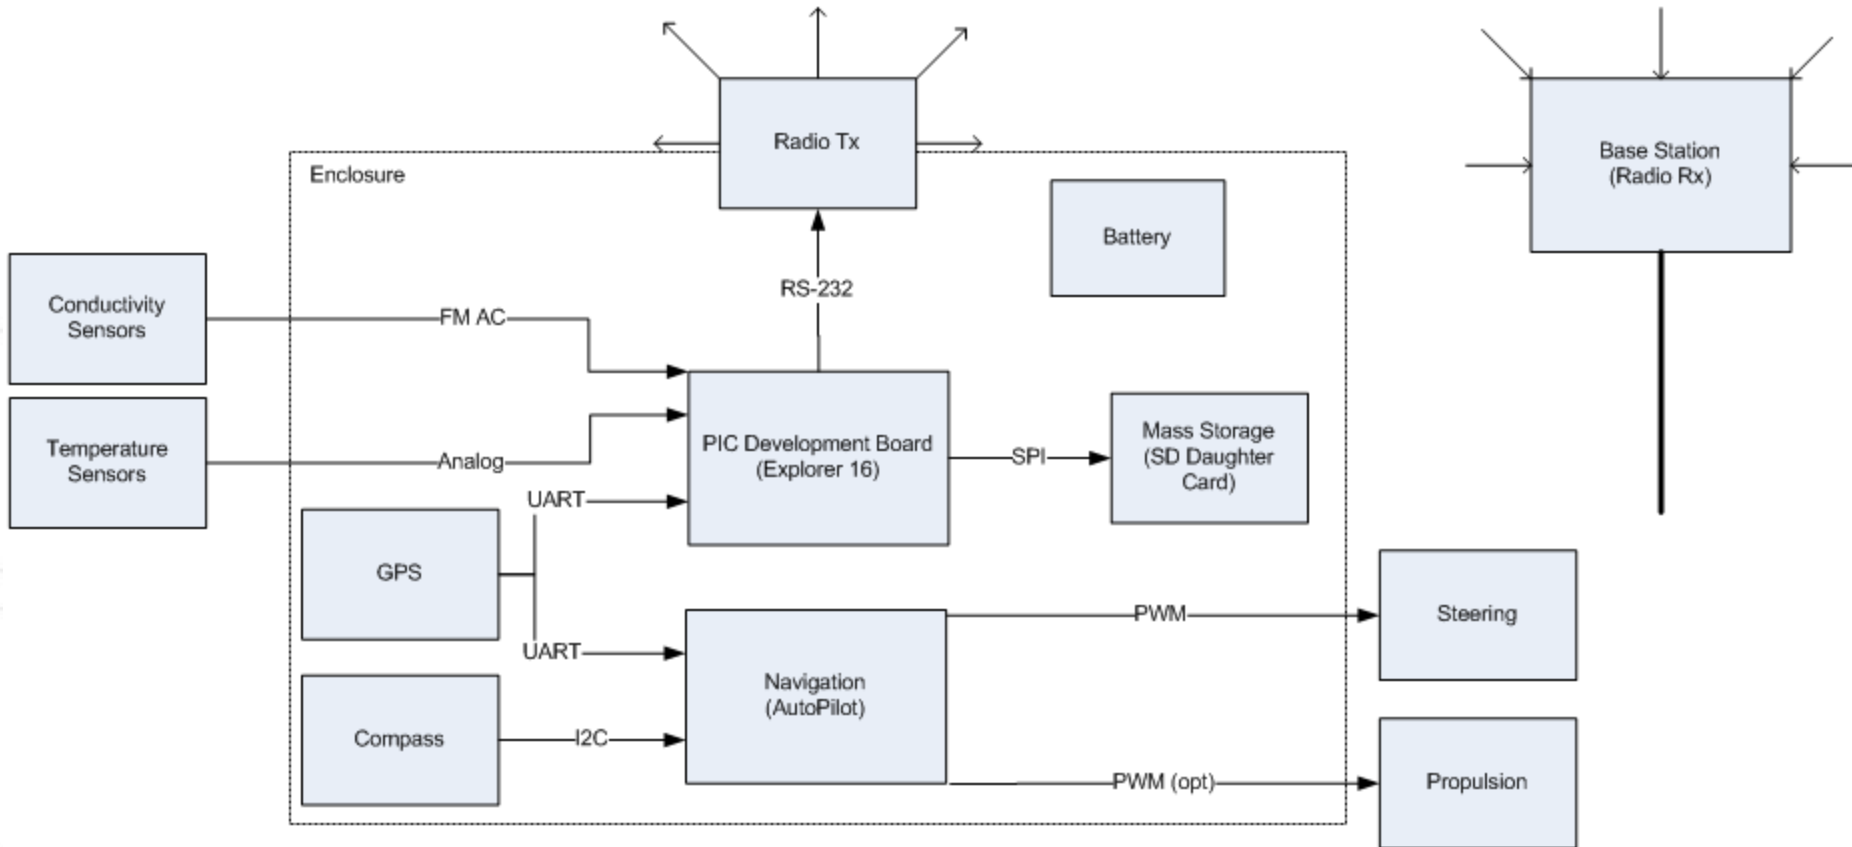 Radio Tx
Base Station
(Radio Rx)
Enclosure
Battery
RS-232
Conductivity
Sensors
FM AC
Temperature
Sensors
Analog
PIC Development Board
(Explorer 16)
SPI
Mass Storage
(SD Daughter
Card)
UART
GPS
UART
Navigation
(AutoPilot)
PWM
Steering
Compass
I2C
PWM (opt)
Propulsion